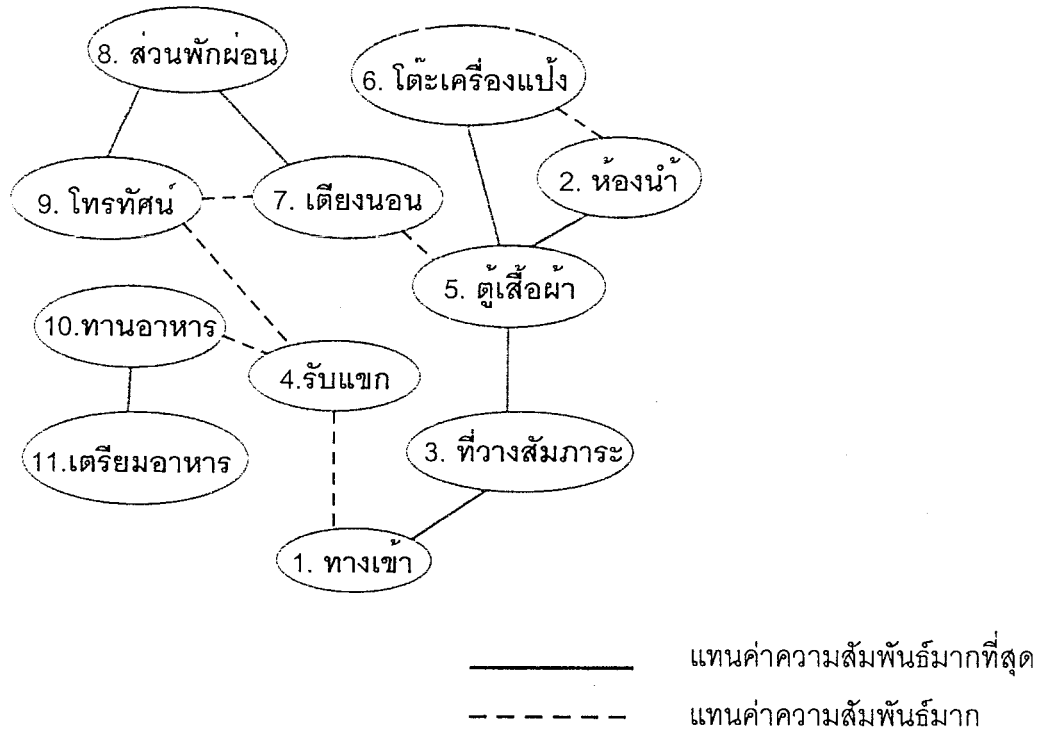 8. ส่วนพักผ่อน
6. โต๊ะเครื่องแป้ง
2. ห้องน้ำ
9. โทรทัศน์
7. เตียงนอน
5. ตู้เสื้อผ้า
10.ทานอาหาร
4.รับแขก
3. ที่วางสัมภาระ
11.เตรียมอาหาร
1. ทางเข้า
แทนค่าความสัมพันธ์มากที่สุด
แทนค่าความสัมพันธ์มาก